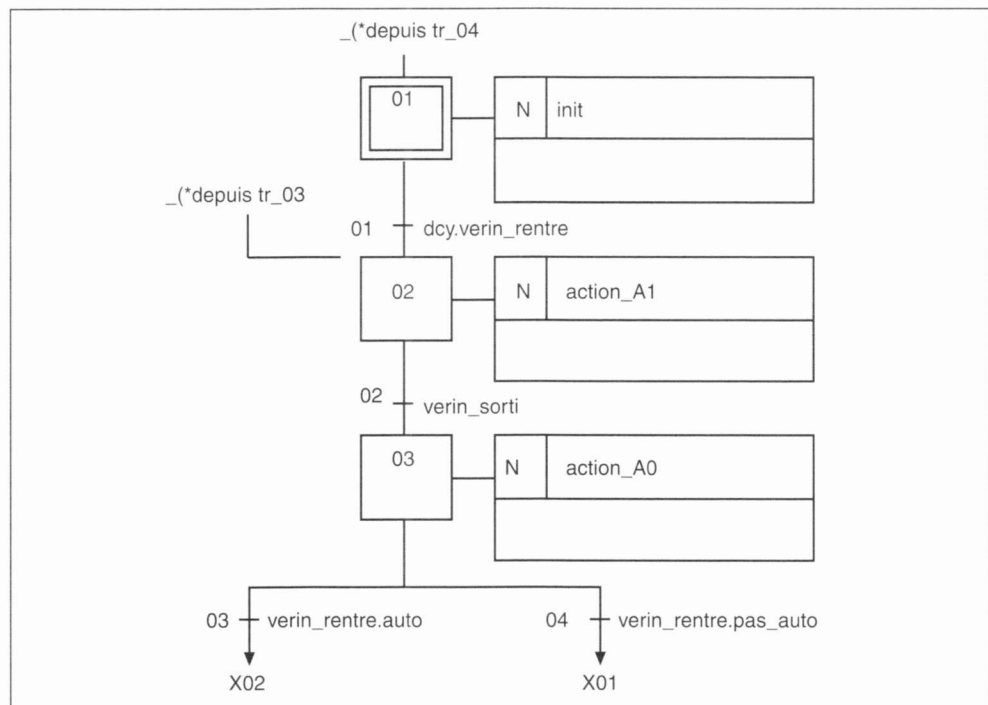 _(*depuis tr_04
01
N init
_(*depuis tr_03
01 dcy.verin_rentre
02
N action_A1
02 verin_sorti
03
N action_A0
03 verin_rentre.auto
04 verin_rentre.pas_auto
X02
X01